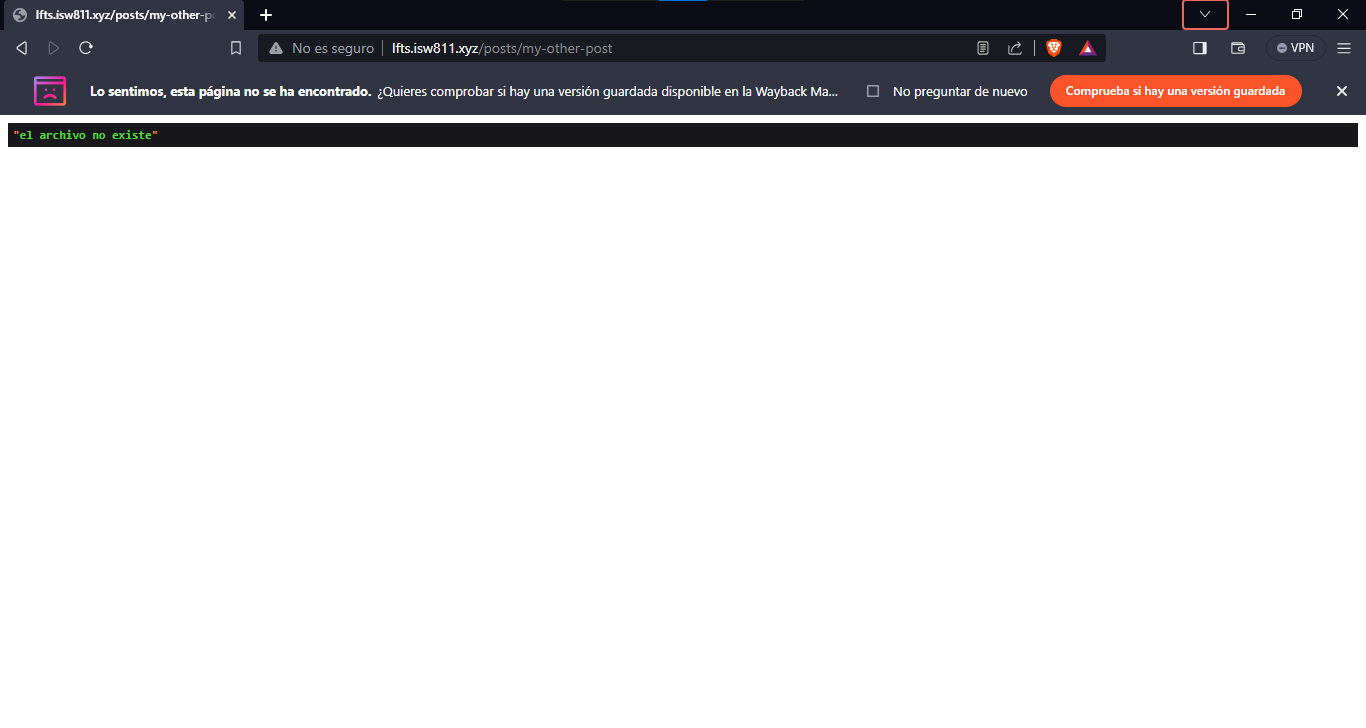 lfts.isw811.xyz/posts/my-other-p
No es seguro lfts.isw811.xyz/posts/my-other-post
VPN
Lo sentimos, esta página no se ha encontrado. ¿Quieres comprobar si hay una versión guardada disponible en la Wayback Ma...
No preguntar de nuevo
Comprueba si hay una versión guardada
"el archivo no existe"